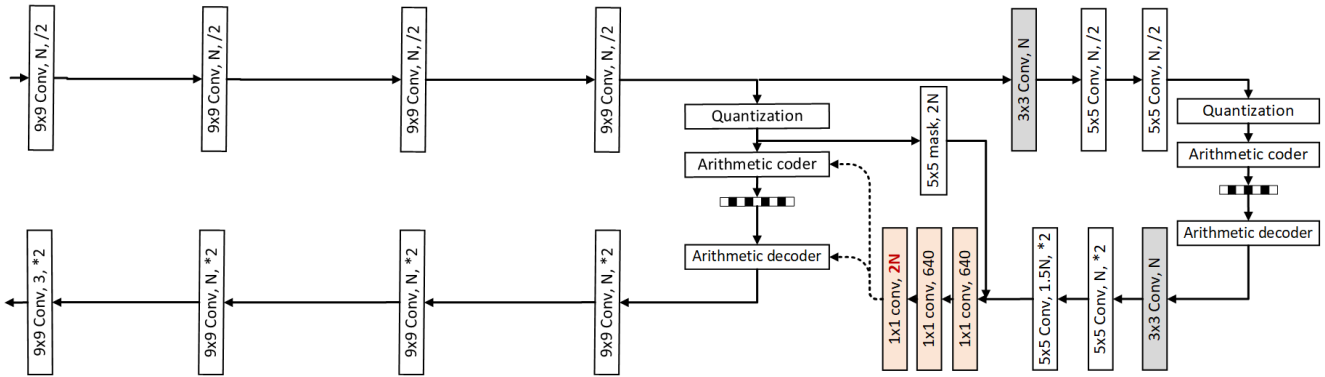 9x9 Conv, N, /2
9x9 Conv, N, /2
9x9 Conv, N, /2
9x9 Conv, N, /2
3x3 Conv, N
5x5 Conv, N, /2
5x5 Conv, N, /2
Quantization
Arithmetic coder
Arithmetic decoder
5x5 mask, 2N
Quantization
Arithmetic coder
Arithmetic decoder
9x9 Conv, 3, *2
9x9 Conv, N, *2
9x9 Conv, N, *2
9x9 Conv, N, *2
1x1 conv, 2N
1x1 conv, 640
1x1 conv, 640
5x5 Conv, 1.5N, *2
5x5 Conv, N, *2
3x3 Conv, N